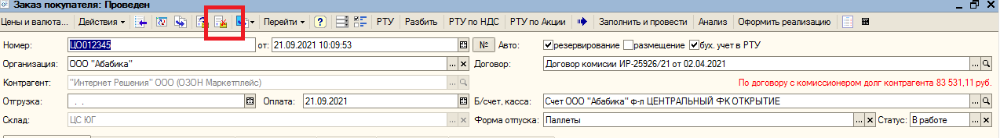 Заказ покупателя: Проведен
Цены и валюта... Действия Перейти ? РТУ Разбить РТУ по НДС РТУ по Акции Заполнить и провести Анализ Оформить реализацию
Номер: ЦО012345 от: 21.09.2021 10:09:53 № Авто: резервирование размещение бух. учет в РТУ
Организация: ООО "Абабика" ... x Договор: Договор комисии ИР-25926/21 от 02.04.2021 ...
Контрагент: "Интернет Решения" ООО (ОЗОН Маркетплейс) ... По договору с комиссионером долг контрагента 83 531,11 руб.
Отгрузка: . . Оплата: 21.09.2021 Б/счет, касса: Счет ООО "Абабика" ф-л ЦЕНТРАЛЬНЫЙ ФК ОТКРЫТИЕ ...
Склад: ЦС ЮГ ... x Форма отпуска: Паллеты ... x Статус: В работе ... x